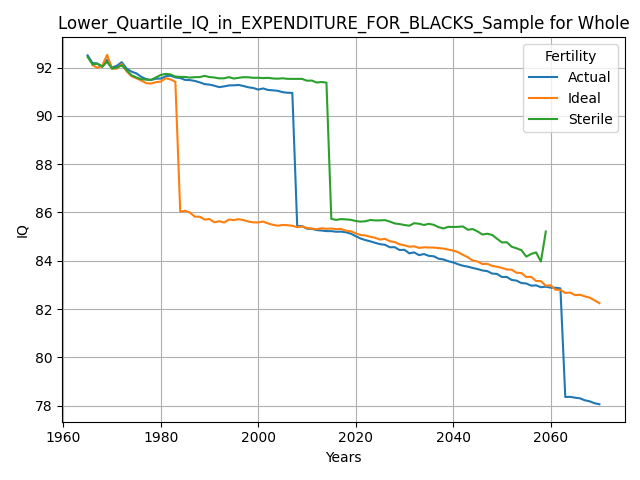 Lower_Quartile_IQ_in_EXPENDITURE_FOR_BLACKS_Sample for Whole
Fertility
Actual
Ideal
Sterile
IQ
92
90
88
86
84
82
80
78
1960 1980 2000 2020 2040 2060
Years